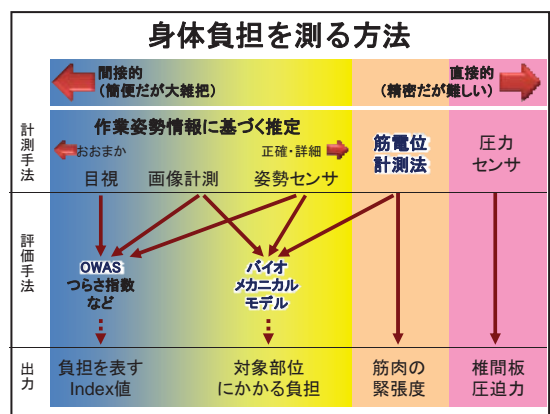 身体負担を測る方法
間接的
(簡便だが大雑把)
直接的
(精密だが難しい)
計測手法
作業姿勢情報に基づく推定
おおまか
正確・詳細
目視
画像計測
姿勢センサ
筋電位
計測法
圧力
センサ
評価手法
OWAS
つらさ指数
など
バイオ
メカニカル
モデル
出力
負担を表す
Index値
対象部位
にかかる負担
筋肉の
緊張度
椎間板
圧迫力